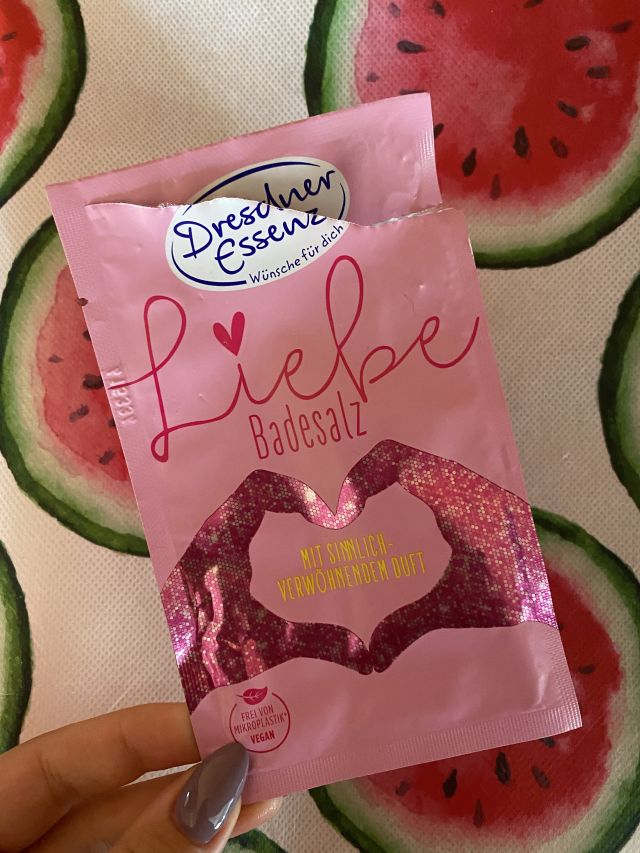 Dresdner
Essenz
Wünsche für dich
Liebe
Badesalz
MIT SINNLICH-
VERWÖHNENDEM DUFT
FREI VON
MIKROPLASTIK*
VEGAN